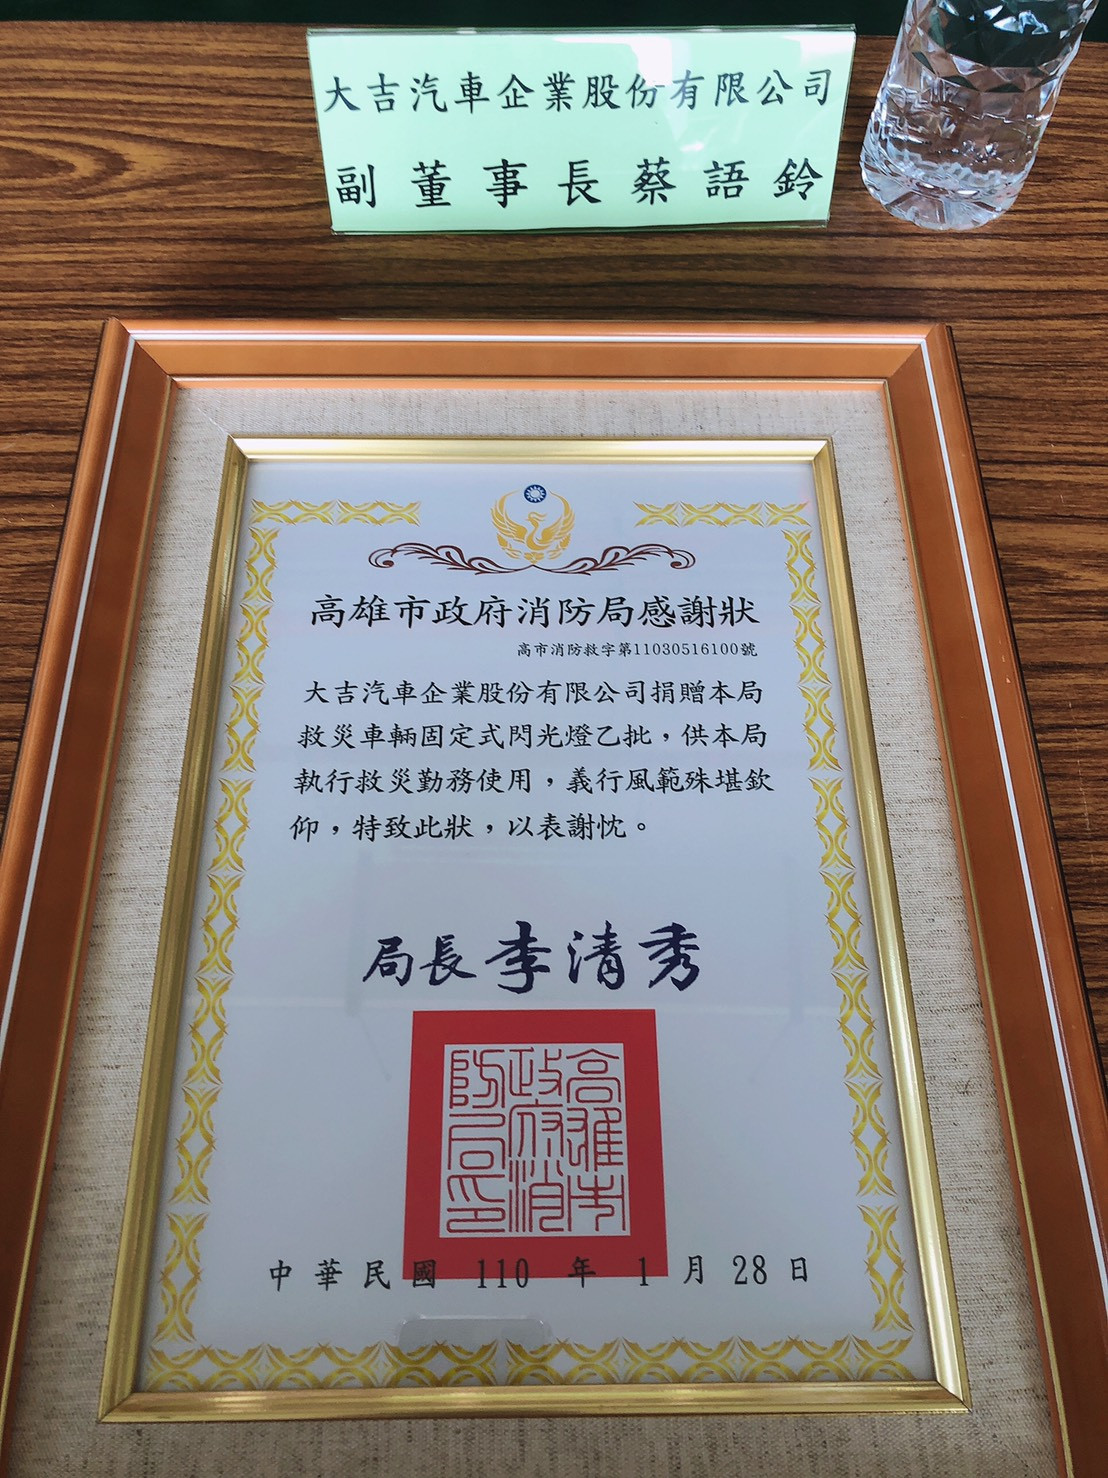 大吉汽車企業股份有限公司
副董事長蔡語鈴
高雄市政府消防局感謝狀
高市消防救字第11030516100號
大吉汽車企業股份有限公司捐贈本局
救災車輛固定式閃光燈乙批，供本局
執行救災勤務使用，義行風範殊堪欽
仰，特致此狀，以表謝忱。
局長李清秀
高雄市
政府消
防局印
中華民國 110 年 1 月 28 日